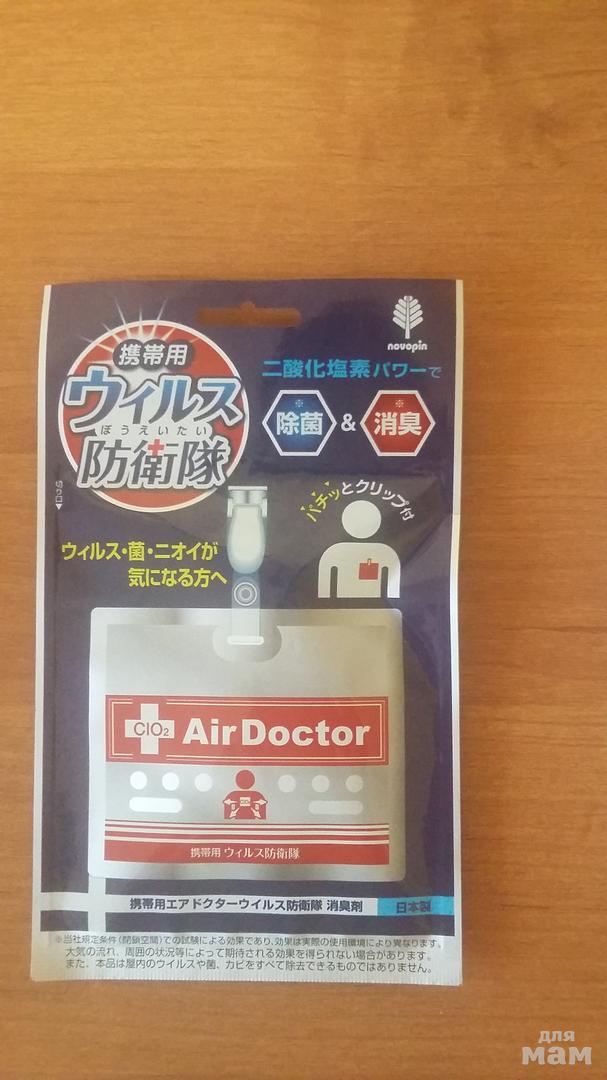 novopin
携帯用
ウィルス
ぼうえいたい
防衛隊
二酸化塩素パワーで
※ ※
除菌 & 消臭
切り口
パチッとクリップ付
ウィルス・菌・ニオイが
気になる方へ
ClO₂ Air Doctor
ClO₂
携帯用 ウィルス防衛隊
携帯用エアドクターウイルス防衛隊 消臭剤 日本製
※当社規定条件(閉鎖空間)での試験による効果であり、効果は実際の使用環境により異なります。
大気の流れ、周囲の状況等によって期待される効果を得られない場合があります。
また、本品は屋内のウイルスや菌、カビをすべて除去できるものではありません。
для
мам